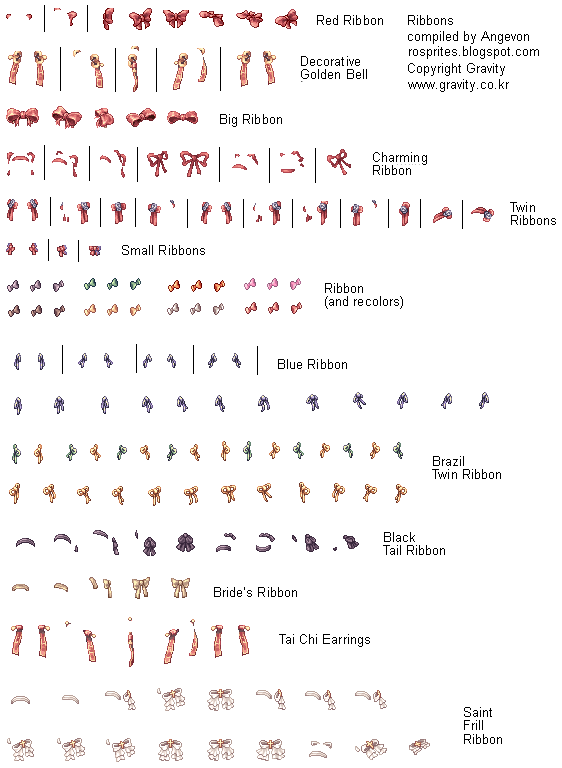 Red Ribbon
Ribbons
compiled by Angevon
rosprites.blogspot.com
Copyright Gravity
www.gravity.co.kr
Decorative
Golden Bell
Big Ribbon
Charming
Ribbon
Twin
Ribbons
Small Ribbons
Ribbon
(and recolors)
Blue Ribbon
Brazil
Twin Ribbon
Black
Tail Ribbon
Bride's Ribbon
Tai Chi Earrings
Saint
Frill
Ribbon